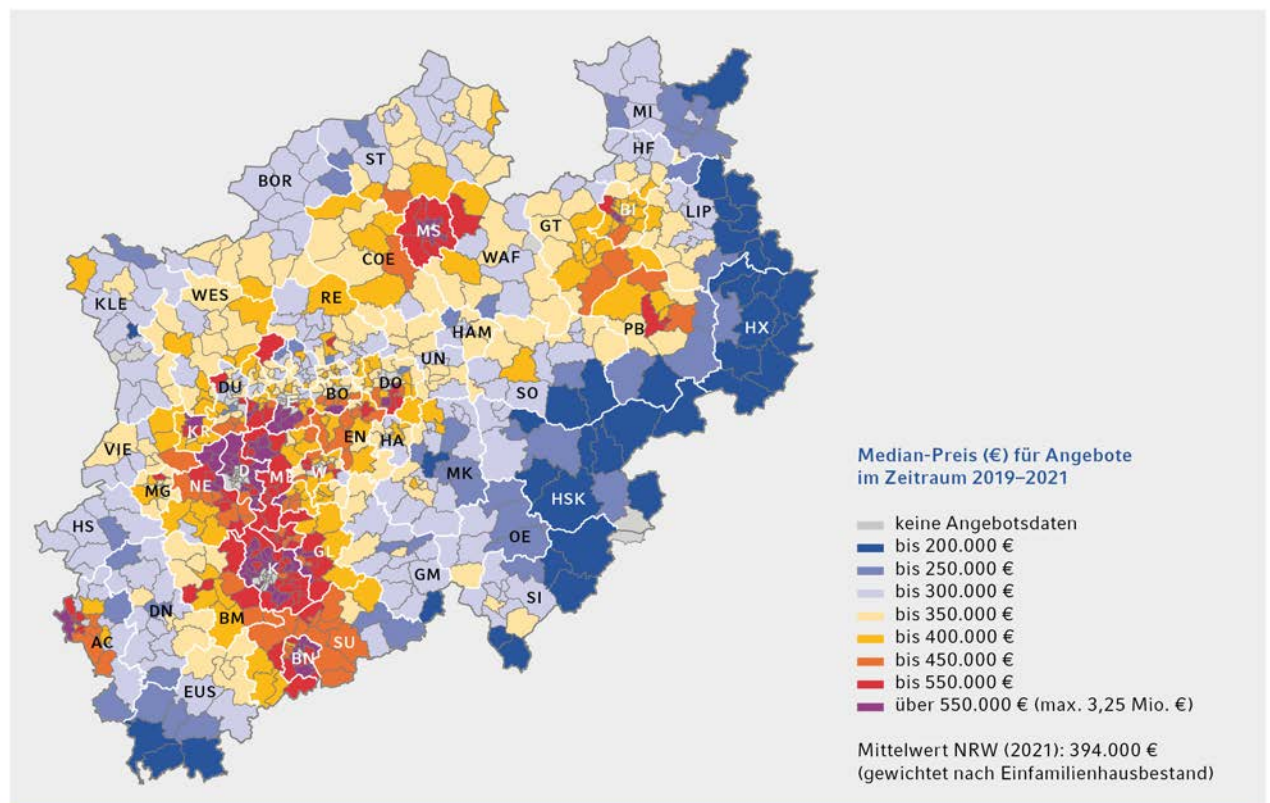 MI
HF
ST
BOR
LIP
BI
MS
GT
COE
WAF
KLE
WES
RE
PB
HX
HAM
UN
DU
DO
BO
SO
E
KR
EN
HA
VIE
D
ME
W
MK
NE
MG
HSK
HS
OE
GL
K
GM
SI
DN
BM
AC
SU
BN
EUS
Median-Preis (€) für Angebote
im Zeitraum 2019–2021
keine Angebotsdaten
bis 200.000 €
bis 250.000 €
bis 300.000 €
bis 350.000 €
bis 400.000 €
bis 450.000 €
bis 550.000 €
über 550.000 € (max. 3,25 Mio. €)
Mittelwert NRW (2021): 394.000 €
(gewichtet nach Einfamilienhausbestand)